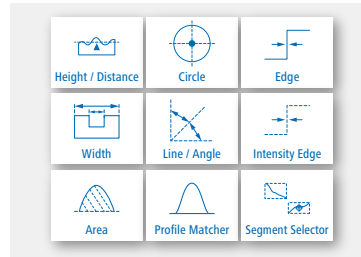 Height / Distance
Circle
Edge
Width
Line / Angle
Intensity Edge
Area
Profile Matcher
Segment Selector